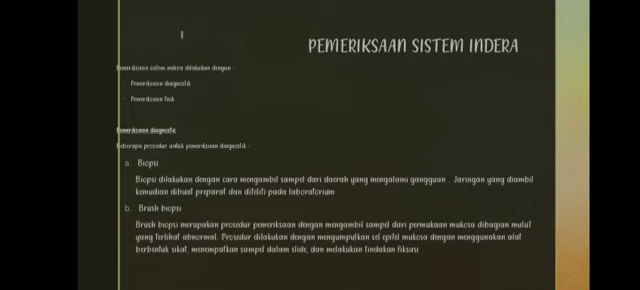 PEMERIKSAAN SISTEM INDERA
Pemeriksaan sistem indera dilakukan dengan :
Pemeriksaan diagnostik
Pemeriksaan fisik
Pemeriksaan diagnostic
Beberapa prosedur untuk pemeriksaan diagnostik :
a. Biopsi
Biopsi dilakukan dengan cara mengambil sampel dari daerah yang mengalami gangguan . Jaringan yang diambil
kemudian dibuat preparat dan diteliti pada laboratorium
b. Brush biopsi
Brush biopsi merupakan prosedur pemeriksaan dengan mengambil sampel dari permukaan mukosa dibagian mulut
yang terlihat abnormal. Prosedur dilakukan dengan mengumpulkan sel epitel mukosa dengan menggunakan alat
berbentuk sikat, menempatkan sampel dalam slide, dan melakukan tindakan fiksasi